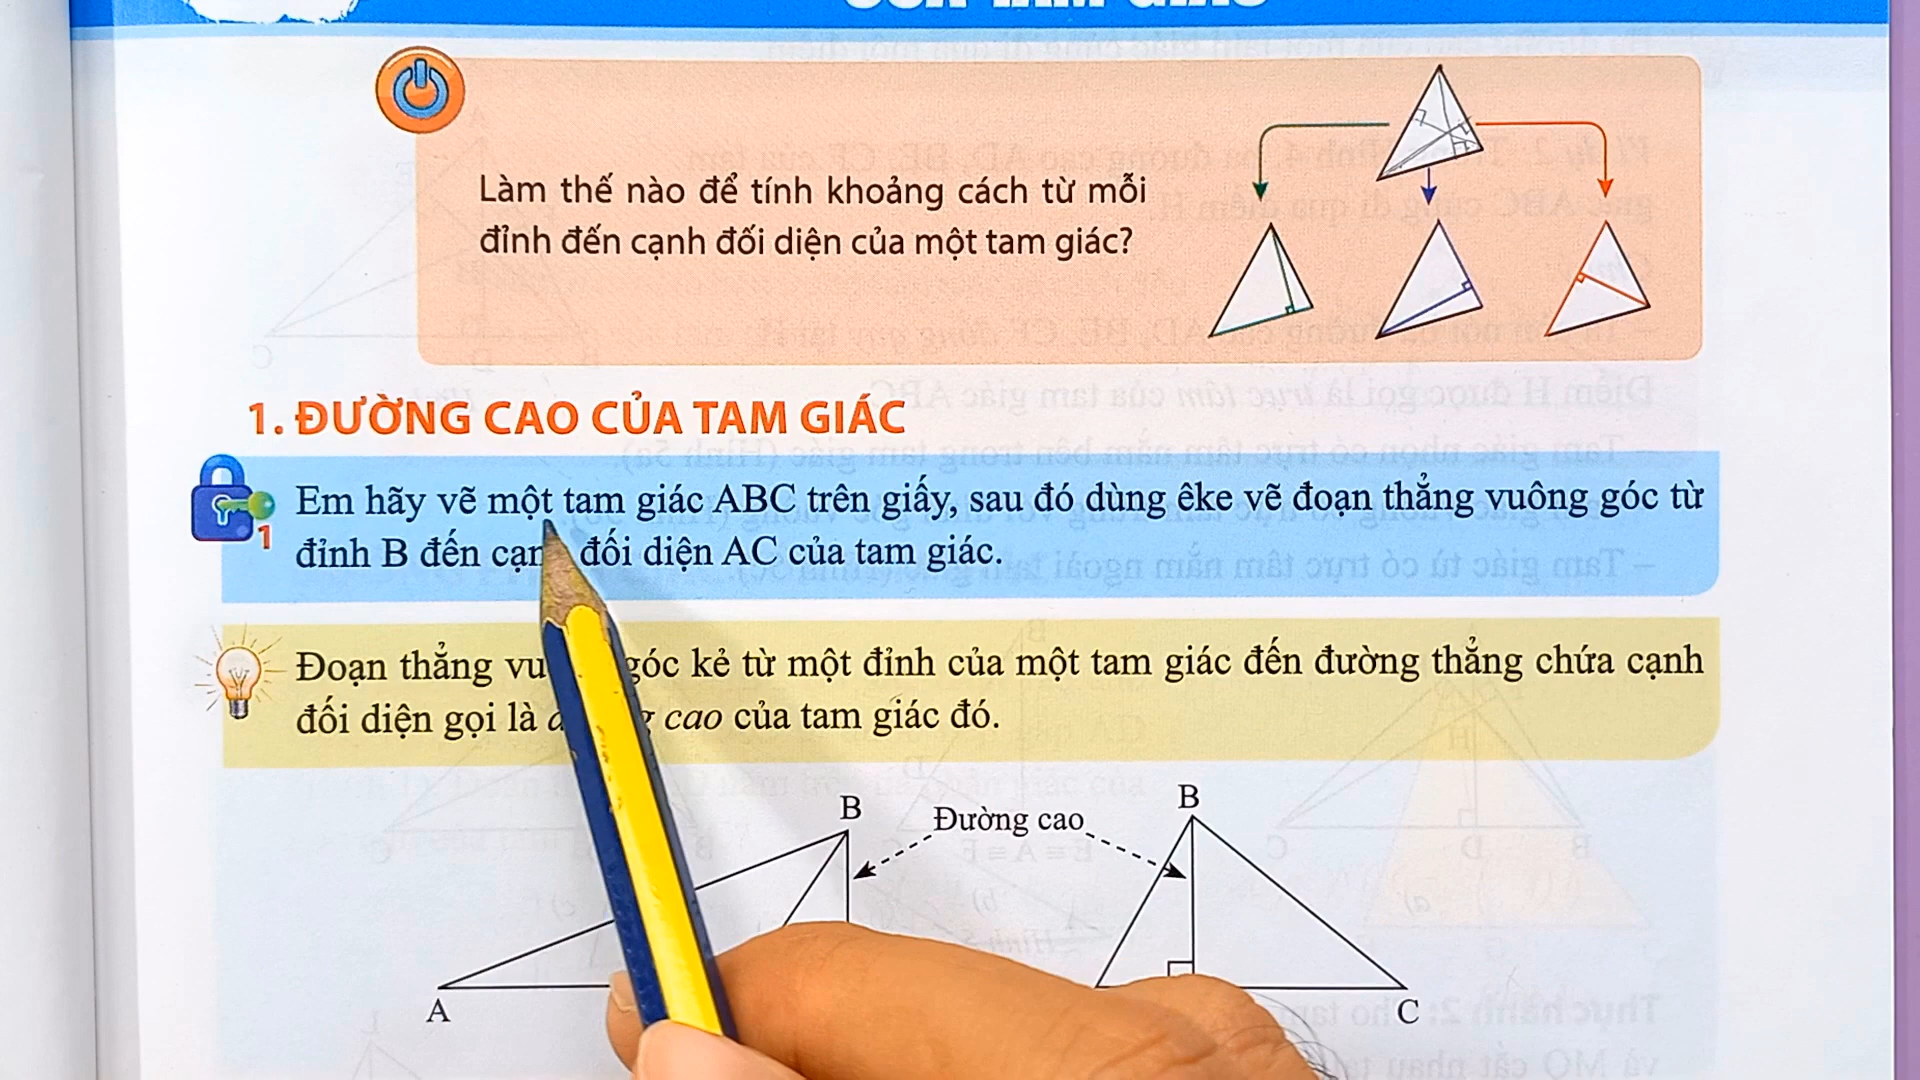 Làm thế nào để tính khoảng cách từ mỗi
đỉnh đến cạnh đối diện của một tam giác?
1. ĐƯỜNG CAO CỦA TAM GIÁC
1
Em hãy vẽ một tam giác ABC trên giấy, sau đó dùng êke vẽ đoạn thẳng vuông góc từ
đỉnh B đến đối diện AC của tam giác.
Đoạn thẳng góc kẻ từ một đỉnh của một tam giác đến đường thẳng chứa cạnh
đối diện gọi là cao của tam giác đó.
B
Đường cao
B
A
C